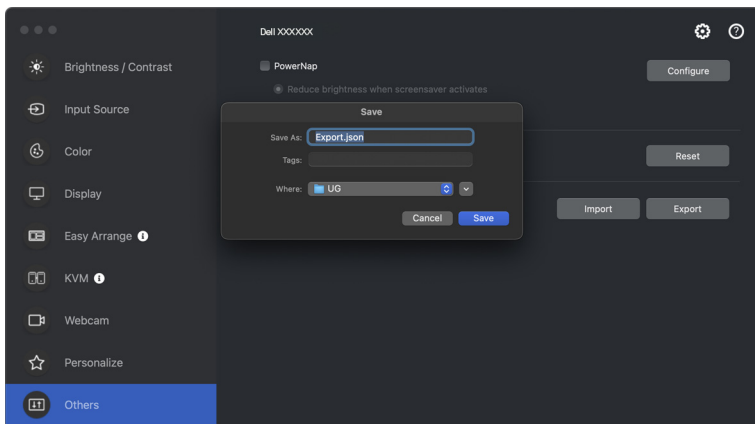 Dell XXXXXX
PowerNap
Configure
Reduce brightness when screensaver activates
Brightness / Contrast
Input Source
Color
Display
Easy Arrange
KVM
Webcam
Personalize
Others
Save
Save As: Export.json
Tags:
Where: UG
Cancel Save
Reset
Import Export